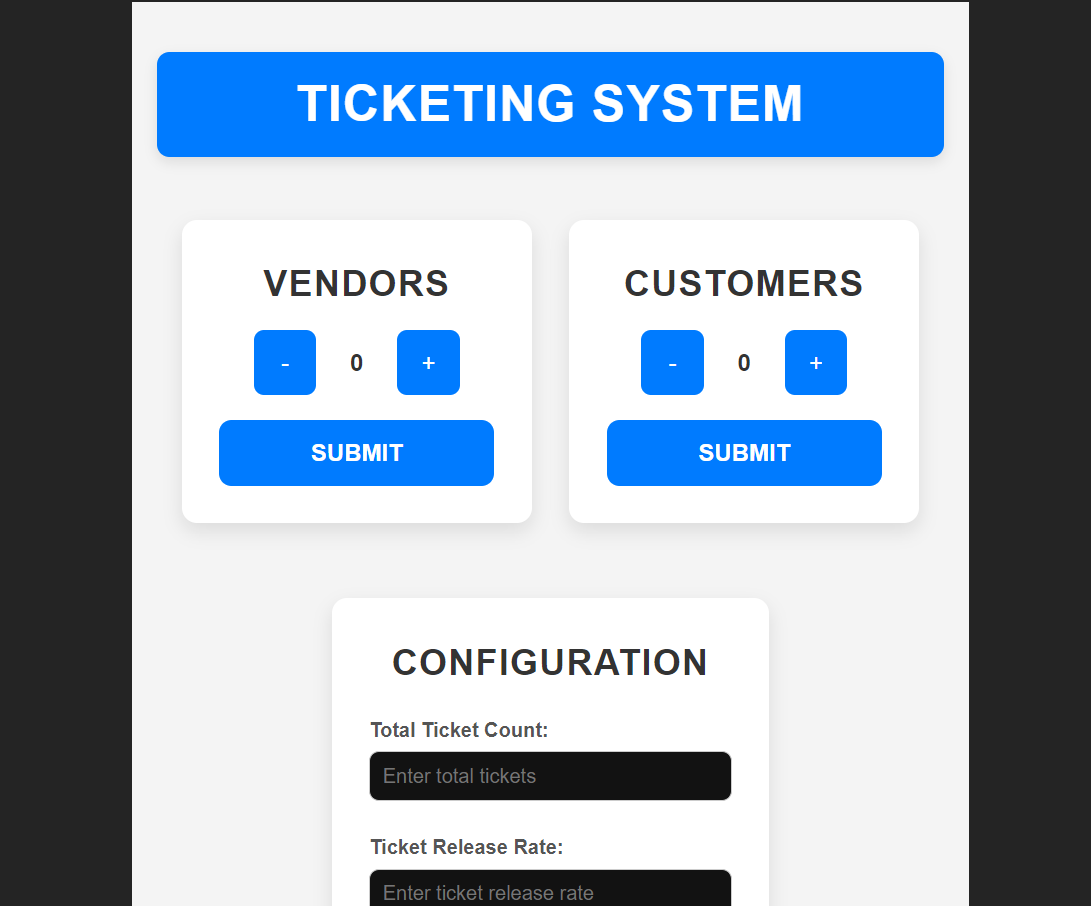 TICKETING SYSTEM
VENDORS
- 0 +
SUBMIT
CUSTOMERS
- 0 +
SUBMIT
CONFIGURATION
Total Ticket Count:
Enter total tickets
Ticket Release Rate:
Enter ticket release rate